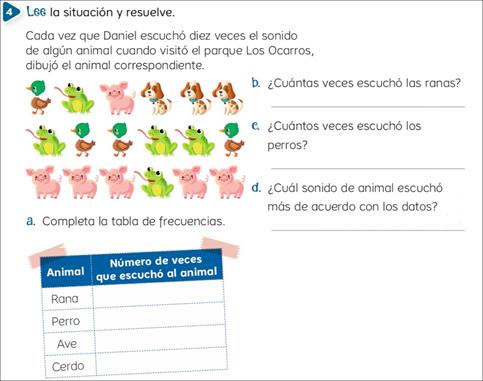 4 Lee la situación y resuelve.
Cada vez que Daniel escuchó diez veces el sonido
de algún animal cuando visitó el parque Los Ocarros,
dibujó el animal correspondiente.
a. Completa la tabla de frecuencias.
Animal
Número de veces
que escuchó al animal
Rana
Perro
Ave
Cerdo
b. ¿Cuántas veces escuchó las ranas?
c. ¿Cuántos veces escuchó los
perros?
d. ¿Cuál sonido de animal escuchó
más de acuerdo con los datos?